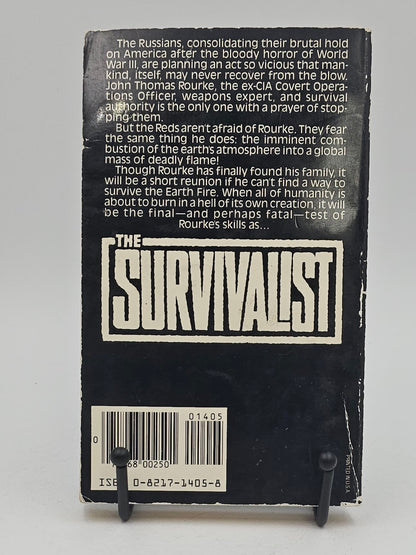 The Russians, consolidating their brutal hold
on America after the bloody horror of World
War III, are planning an act so vicious that man-
kind, itself, may never recover from the blow.
John Thomas Rourke, the ex-CIA Covert Opera-
tions Officer, weapons expert, and survival
authority is the only one with a prayer of stop-
ping them.
But the Reds aren't afraid of Rourke. They fear
the same thing he does: the imminent com-
bustion of the earth's atmosphere into a global
mass of deadly flame!
Though Rourke has finally found his family, it
will be a short reunion if he can't find a way to
survive the Earth Fire. When all of humanity is
about to burn in a hell of its own creation, it will
be the final—and perhaps fatal—test of
Rourke's skills as...
THE
SURVIVALIST
01405
0
68 00250
ISBN 0-8217-1405-8
PRINTED IN U.S.A.